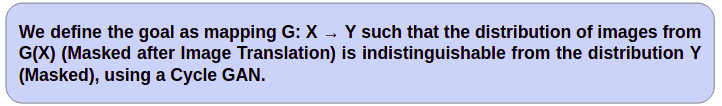 We define the goal as mapping G: X → Y such that the distribution of images from
G(X) (Masked after Image Translation) is indistinguishable from the distribution Y
(Masked), using a Cycle GAN.